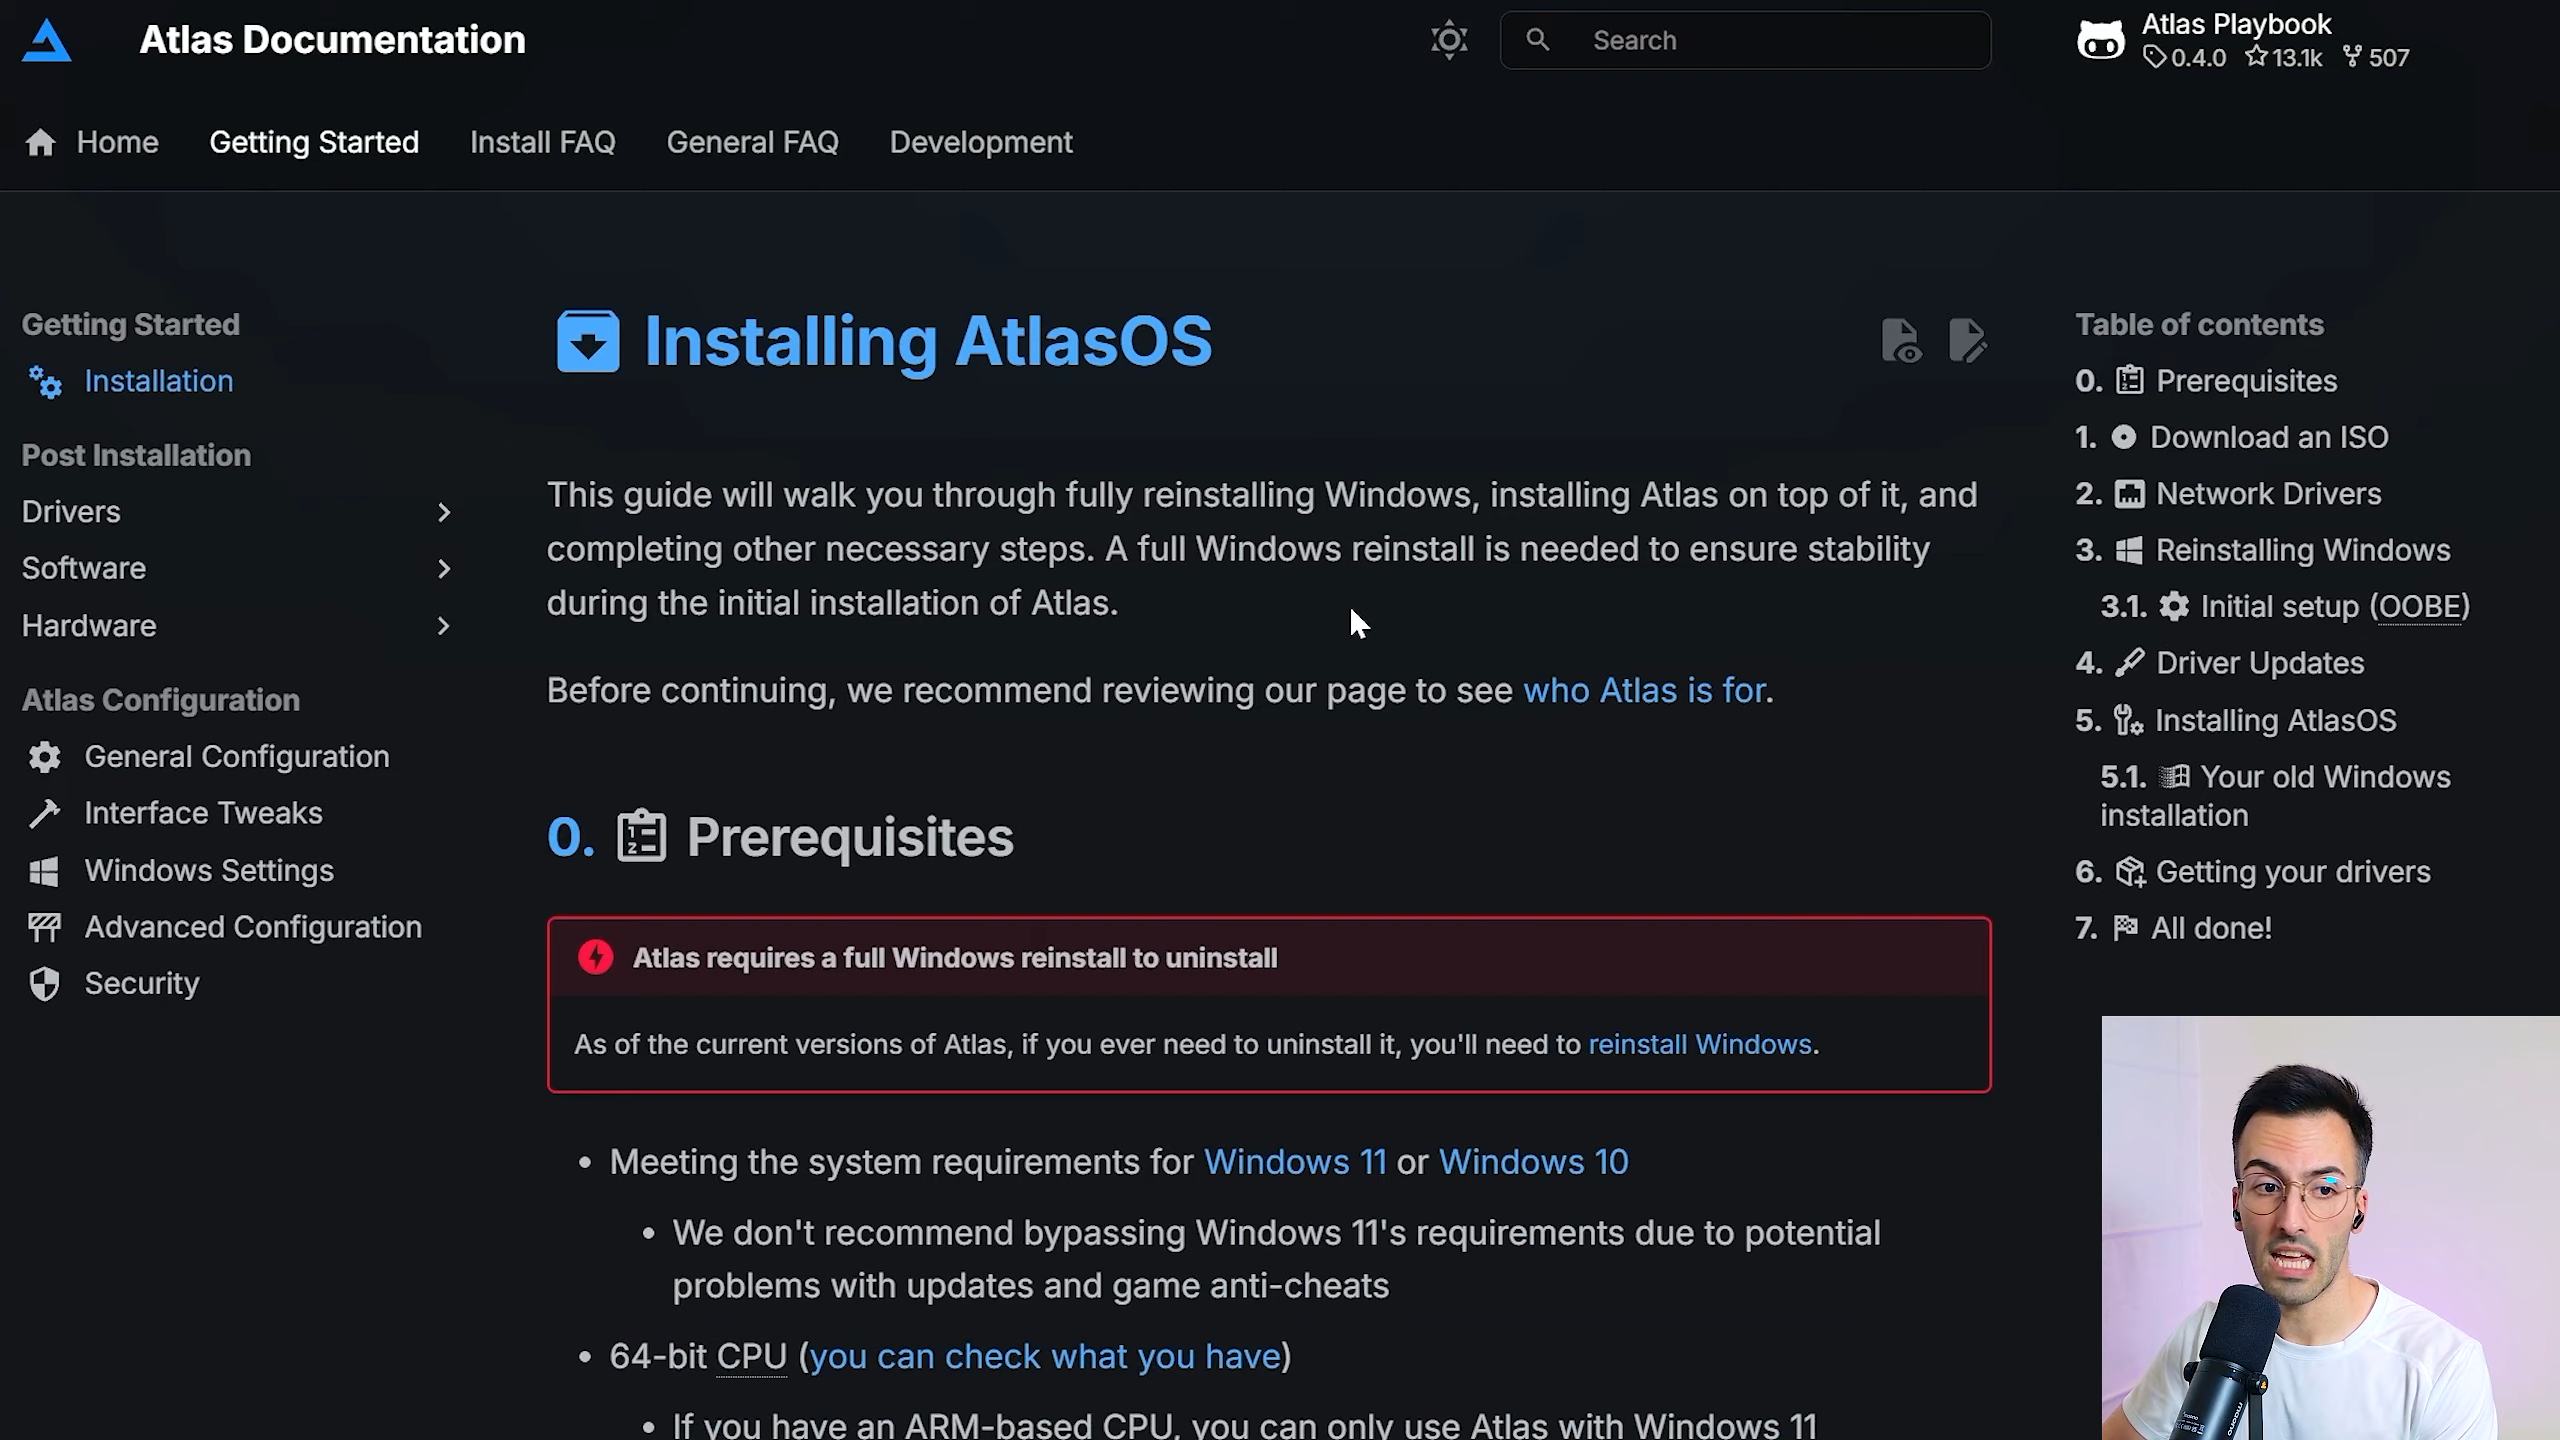 Atlas Documentation
Search
Atlas Playbook
0.4.0 13.1k 507
Home Getting Started Install FAQ General FAQ Development
Getting Started
Installation
Post Installation
Drivers
Software
Hardware
Atlas Configuration
General Configuration
Interface Tweaks
Windows Settings
Advanced Configuration
Security
Installing AtlasOS
This guide will walk you through fully reinstalling Windows, installing Atlas on top of it, and
completing other necessary steps. A full Windows reinstall is needed to ensure stability
during the initial installation of Atlas.
Before continuing, we recommend reviewing our page to see who Atlas is for.
0. Prerequisites
Atlas requires a full Windows reinstall to uninstall
As of the current versions of Atlas, if you ever need to uninstall it, you'll need to reinstall Windows.
• Meeting the system requirements for Windows 11 or Windows 10
• We don't recommend bypassing Windows 11's requirements due to potential
problems with updates and game anti-cheats
• 64-bit CPU (you can check what you have)
• If you have an ARM-based CPU, you can only use Atlas with Windows 11
Table of contents
0. Prerequisites
1. Download an ISO
2. Network Drivers
3. Reinstalling Windows
3.1. Initial setup (OOBE)
4. Driver Updates
5. Installing AtlasOS
5.1. Your old Windows
installation
6. Getting your drivers
7. All done!